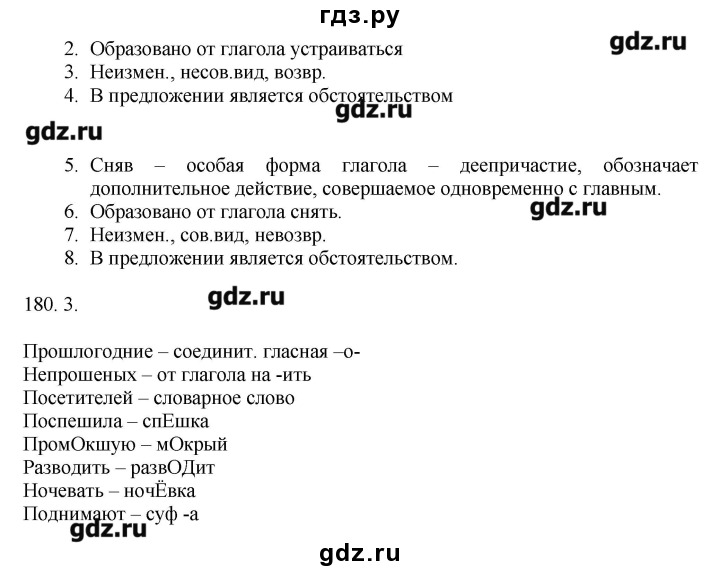 гдз.ру
2. Образовано от глагола устраиваться
gdz.ru
3. Неизмен., несов.вид, возвр.
4. В предложении является обстоятельством
gdz.ru
gdz.ru
5. Сняв – особая форма глагола – деепричастие, обозначает
дополнительное действие, совершаемое одновременно с главным.
6. Образовано от глагола снять.
gdz.ru
7. Неизмен., сов.вид, невозвр.
8. В предложении является обстоятельством.
180. 3.
gdz.ru
Прошлогодние – соединит. гласная –о-
Непрошеных – от глагола на -ить
Посетителей – словарное слово
Поспешила – спЕшка
ПромОкшую – мОкрый
Разводить – развОДит
Ночевать – ночЁвка
Поднимают – суф -а
gdz.ru
gdz.ru